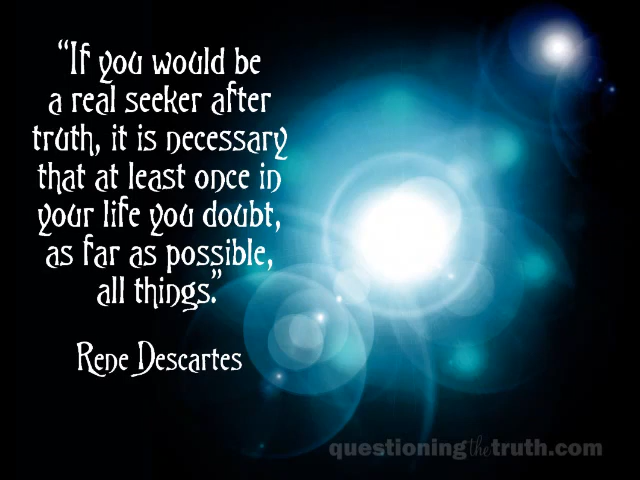 “If you would be
a real seeker after
truth, it is necessary
that at least once in
your life you doubt,
as far as possible,
all things.”
Rene Descartes
questioningthetruth.com